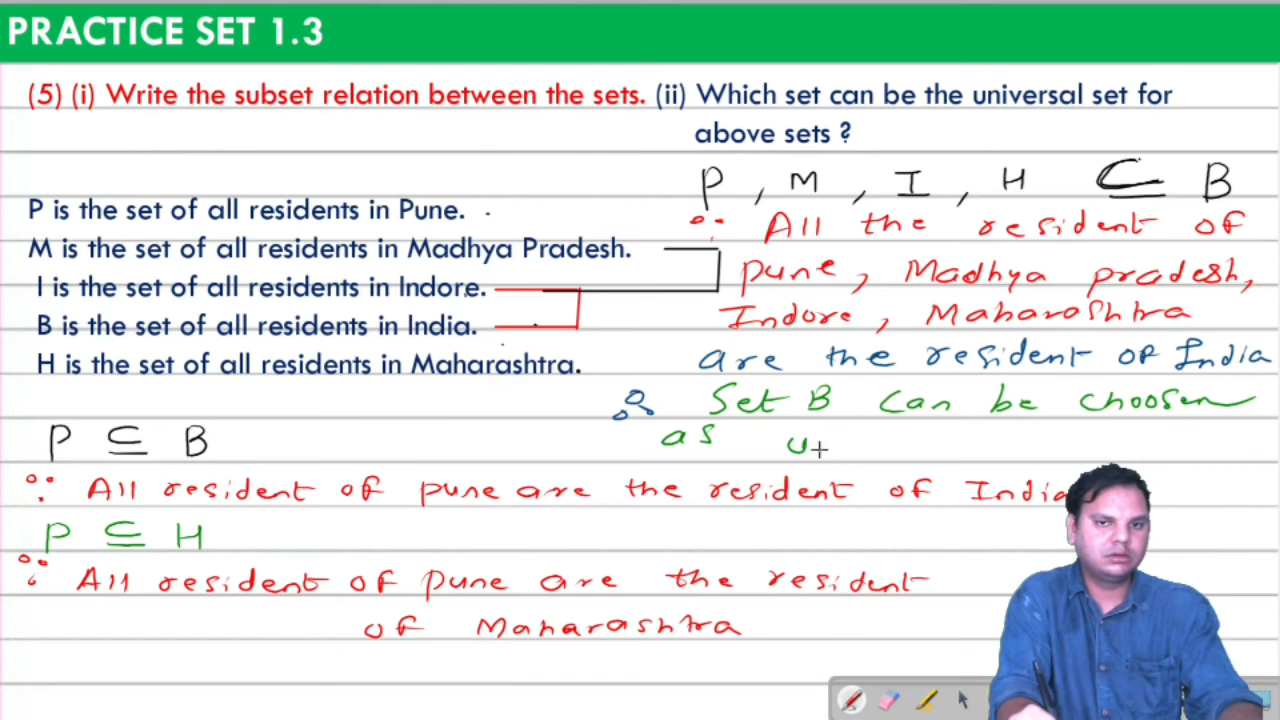 PRACTICE SET 1.3
(5) (i) Write the subset relation between the sets. (ii) Which set can be the universal set for
above sets ?
P is the set of all residents in Pune.
M is the set of all residents in Madhya Pradesh.
I is the set of all residents in Indore.
B is the set of all residents in India.
H is the set of all residents in Maharashtra.
P , M , I , H ⊆ B
∵ All the resident of
pune, Madhya pradesh,
Indore, Maharashtra
are the resident of India
∴ Set B can be choosen
as u
P ⊆ B
∵ All resident of pune are the resident of India
P ⊆ H
∵ All resident of pune are the resident
of Maharashtra